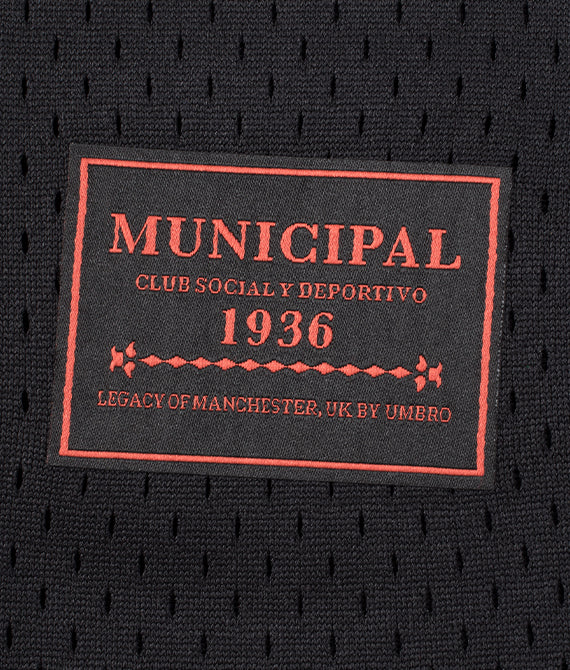 MUNICIPAL
CLUB SOCIAL Y DEPORTIVO
1936
LEGACY OF MANCHESTER, UK BY UMBRO